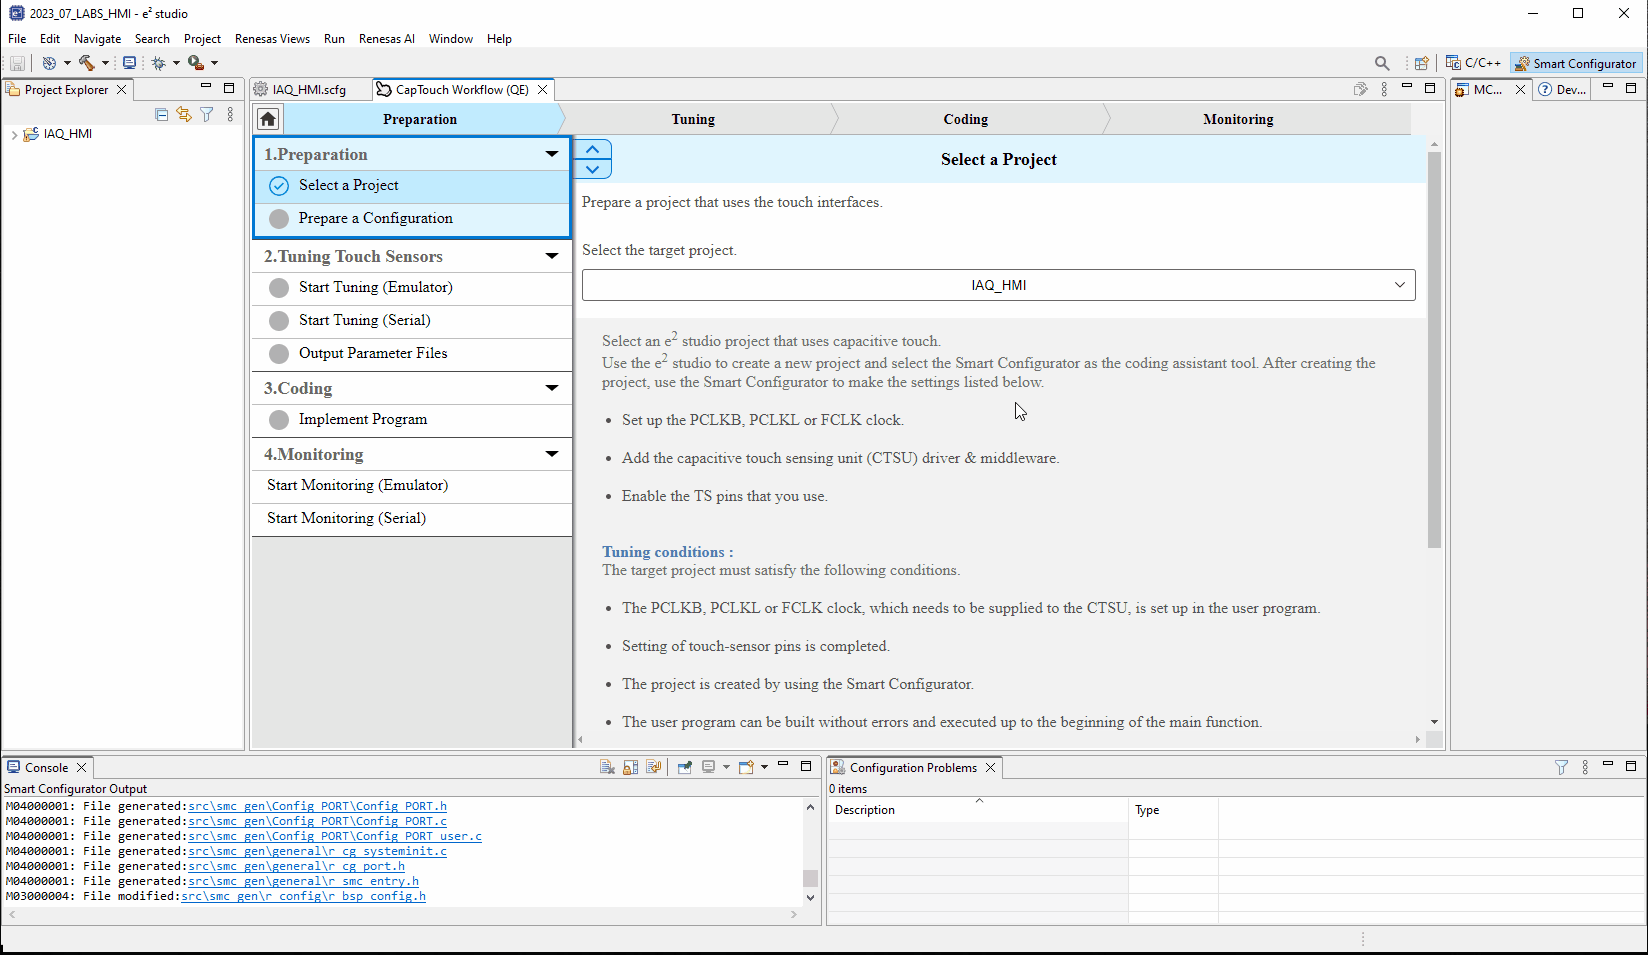 2023_07_LABS_HMI - e² studio
File Edit Navigate Search Project Renesas Views Run Renesas AI Window Help
C/C++ Smart Configurator
Project Explorer
IAQ_HMI
IAQ_HMI.scfg
CapTouch Workflow (QE)
MC...
Dev...
Preparation Tuning Coding Monitoring
1.Preparation
Select a Project
Prepare a Configuration
2.Tuning Touch Sensors
Start Tuning (Emulator)
Start Tuning (Serial)
Output Parameter Files
3.Coding
Implement Program
4.Monitoring
Start Monitoring (Emulator)
Start Monitoring (Serial)
Select a Project
Prepare a project that uses the touch interfaces.
Select the target project.
IAQ_HMI
Select an e² studio project that uses capacitive touch.
Use the e² studio to create a new project and select the Smart Configurator as the coding assistant tool. After creating the
project, use the Smart Configurator to make the settings listed below.
• Set up the PCLKB, PCLKL or FCLK clock.
• Add the capacitive touch sensing unit (CTSU) driver & middleware.
• Enable the TS pins that you use.
Tuning conditions :
The target project must satisfy the following conditions.
• The PCLKB, PCLKL or FCLK clock, which needs to be supplied to the CTSU, is set up in the user program.
• Setting of touch-sensor pins is completed.
• The project is created by using the Smart Configurator.
• The user program can be built without errors and executed up to the beginning of the main function.
Console
Smart Configurator Output
M04000001: File generated:src\smc_gen\Config_PORT\Config_PORT.h
M04000001: File generated:src\smc_gen\Config_PORT\Config_PORT.c
M04000001: File generated:src\smc_gen\Config_PORT\Config_PORT_user.c
M04000001: File generated:src\smc_gen\general\r_cg_systeminit.c
M04000001: File generated:src\smc_gen\general\r_cg_port.h
M04000001: File generated:src\smc_gen\general\r_smc_entry.h
M03000004: File modified:src\smc_gen\r_config\r_bsp_config.h
Configuration Problems
0 items
Description Type